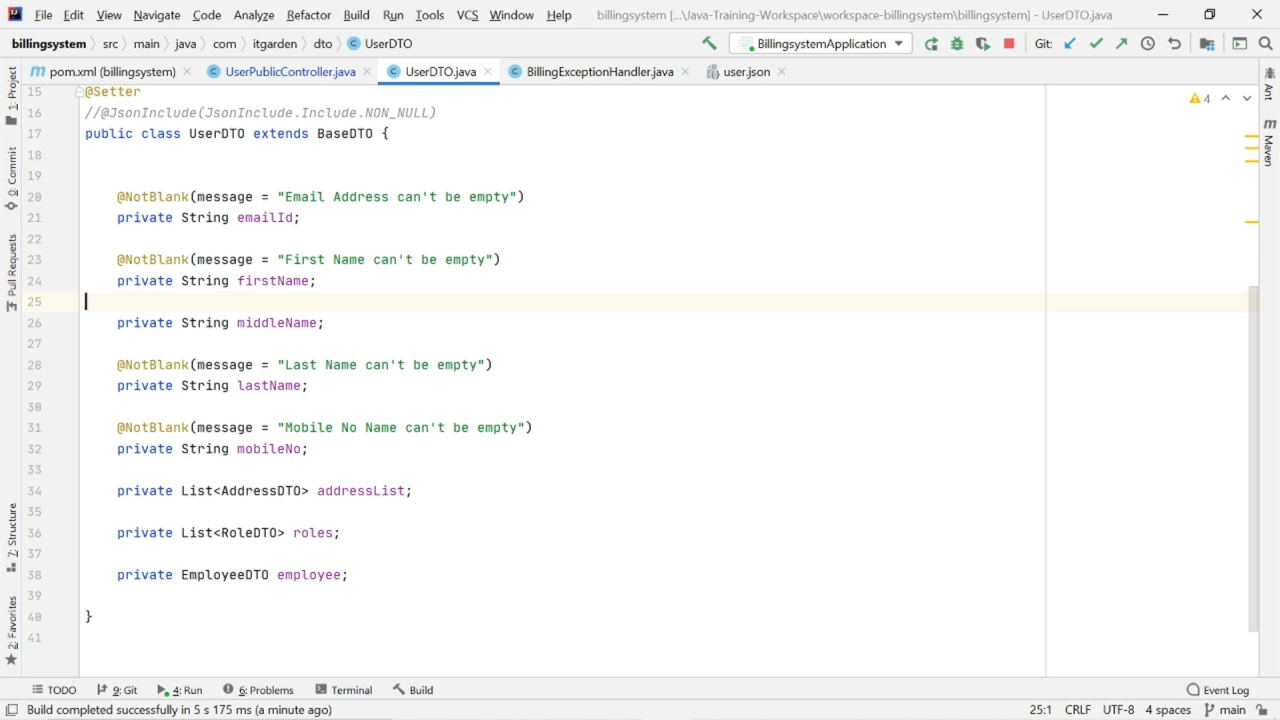 File Edit View Navigate Code Analyze Refactor Build Run Tools VCS Window Help billingsystem [...\Java-Training-Workspace\workspace-billingsystem\billingsystem] - UserDTO.java
billingsystem src main java com itgarden dto UserDTO BillingsystemApplication Git:
pom.xml (billingsystem) UserPublicController.java UserDTO.java BillingExceptionHandler.java user.json
1: Project
0: Commit
Pull Requests
7: Structure
2: Favorites
Ant
Maven
4
15 @Setter
16 //@JsonInclude(JsonInclude.Include.NON_NULL)
17 public class UserDTO extends BaseDTO {
18
19
20 @NotBlank(message = "Email Address can't be empty")
21 private String emailId;
22
23 @NotBlank(message = "First Name can't be empty")
24 private String firstName;
25
26 private String middleName;
27
28 @NotBlank(message = "Last Name can't be empty")
29 private String lastName;
30
31 @NotBlank(message = "Mobile No Name can't be empty")
32 private String mobileNo;
33
34 private List<AddressDTO> addressList;
35
36 private List<RoleDTO> roles;
37
38 private EmployeeDTO employee;
39
40 }
41
TODO 9: Git 4: Run 6: Problems Terminal Build Event Log
Build completed successfully in 5 s 175 ms (a minute ago) 25:1 CRLF UTF-8 4 spaces main